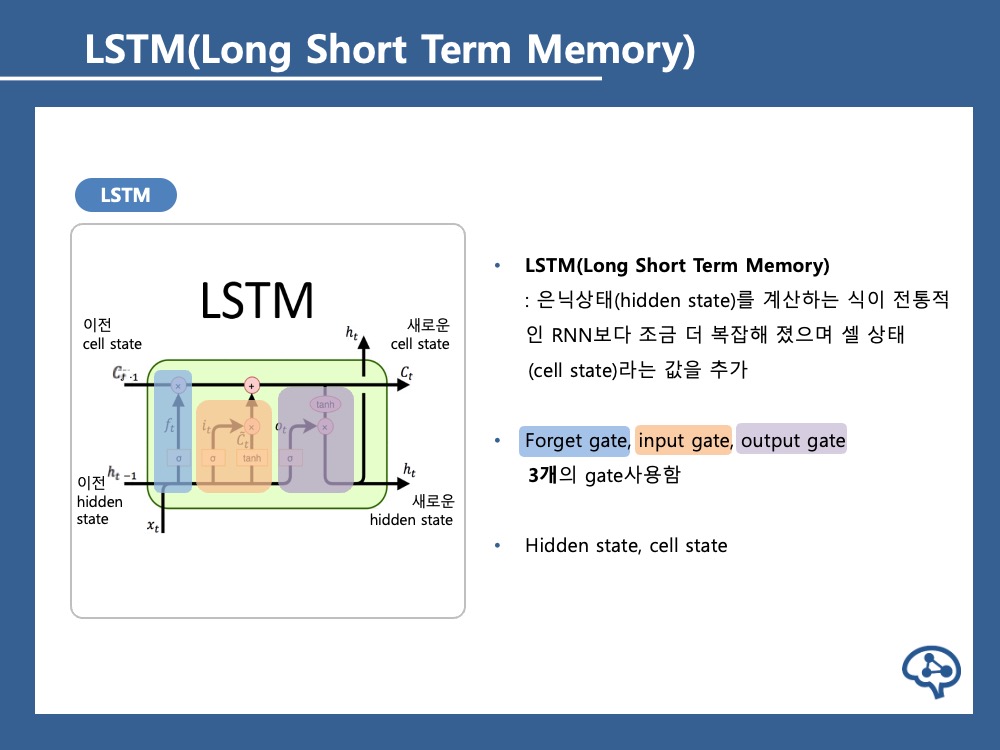 LSTM(Long Short Term Memory)
LSTM
LSTM
이전
cell state
h_t
새로운
cell state
C_t
f_t
i_t
C̃_t
o_t
tanh
×
+
×
×
σ
σ
tanh
σ
이전
hidden
state
h_{t-1}
x_t
h_t
새로운
hidden state
• LSTM(Long Short Term Memory)
: 은닉상태(hidden state)를 계산하는 식이 전통적
인 RNN보다 조금 더 복잡해 졌으며 셀 상태
(cell state)라는 값을 추가
• Forget gate, input gate, output gate
3개의 gate사용함
• Hidden state, cell state